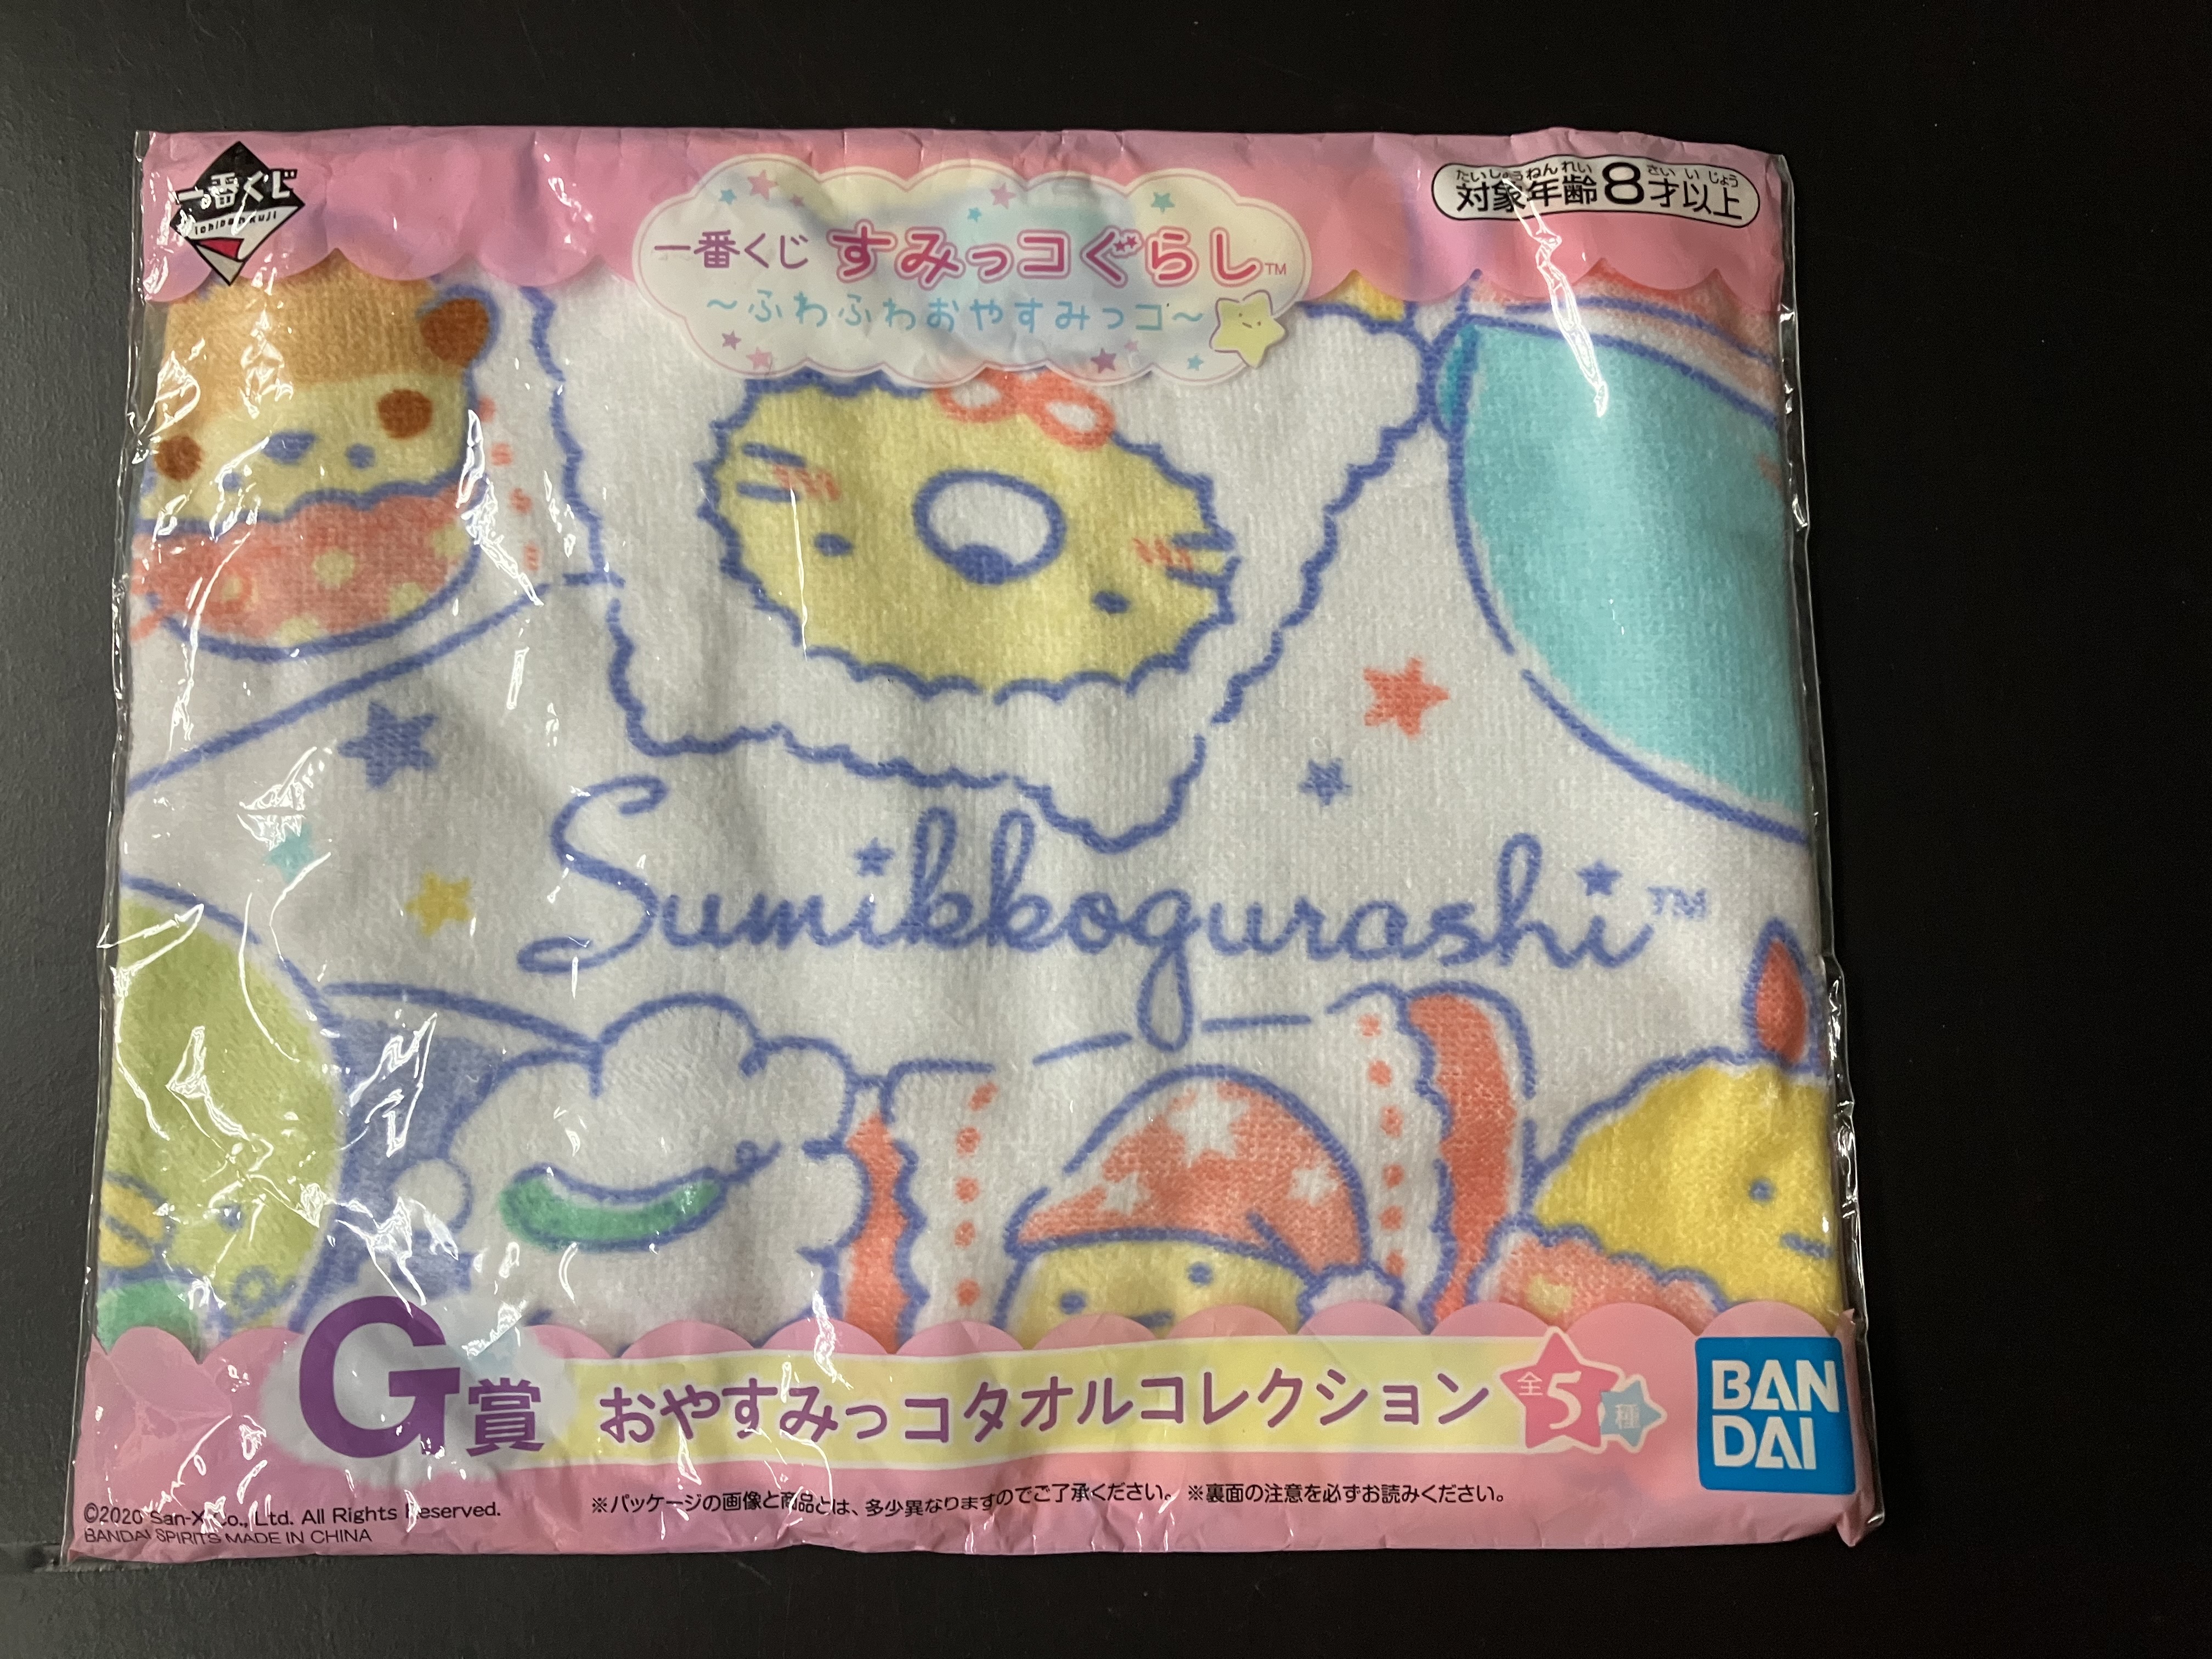 一番くじ
ichiban Kuji
たいしょうねんれい さい いじょう
対象年齢8才以上
一番くじ すみっコぐらし™
～ふわふわおやすみっコ～
Sumikkogurashi™
G賞 おやすみっコタオルコレクション 全5種
BAN
DAI
©2020 San-X Co., Ltd. All Rights Reserved.
BANDAI SPIRITS MADE IN CHINA
※パッケージの画像と商品とは、多少異なりますのでご了承ください。 ※裏面の注意を必ずお読みください。